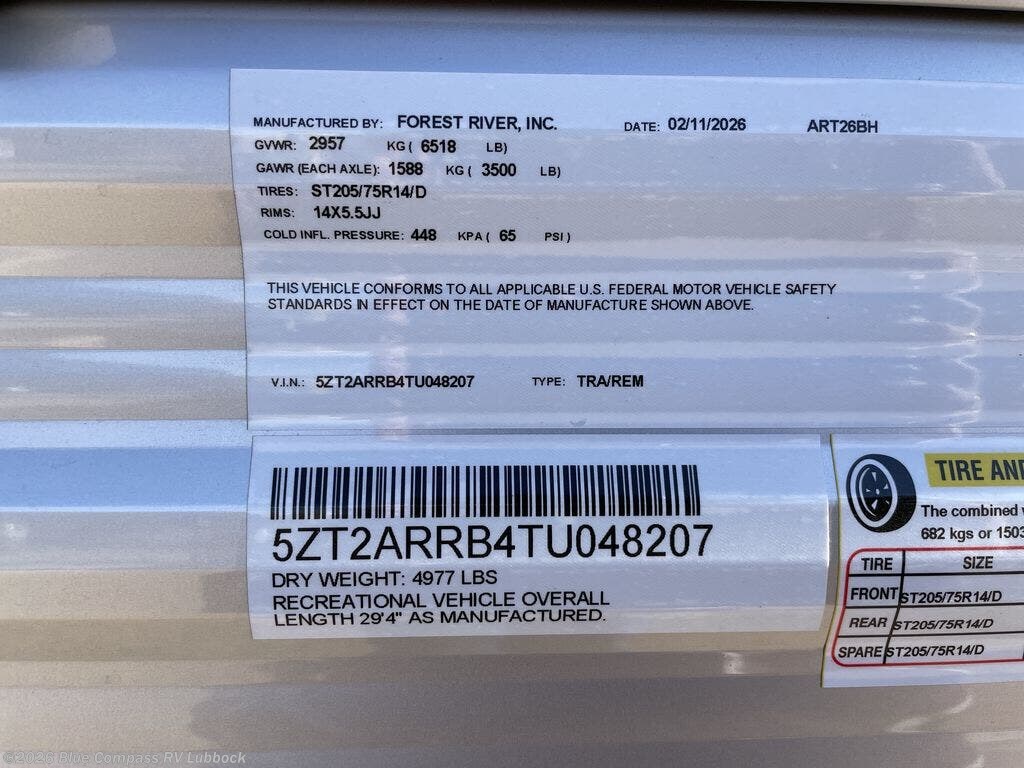 MANUFACTURED BY: FOREST RIVER, INC. DATE: 02/11/2026 ART26BH
GVWR: 2957 KG ( 6518 LB)
GAWR (EACH AXLE): 1588 KG ( 3500 LB)
TIRES: ST205/75R14/D
RIMS: 14X5.5JJ
COLD INFL. PRESSURE: 448 KPA ( 65 PSI )
THIS VEHICLE CONFORMS TO ALL APPLICABLE U.S. FEDERAL MOTOR VEHICLE SAFETY
STANDARDS IN EFFECT ON THE DATE OF MANUFACTURE SHOWN ABOVE.
V.I.N.: 5ZT2ARRB4TU048207 TYPE: TRA/REM
5ZT2ARRB4TU048207
DRY WEIGHT: 4977 LBS
RECREATIONAL VEHICLE OVERALL
LENGTH 29'4" AS MANUFACTURED.
TIRE AND
The combined
682 kgs or 1503
TIRE SIZE
FRONT ST205/75R14/D
REAR ST205/75R14/D
SPARE ST205/75R14/D
©2026 Blue Compass RV Lubbock